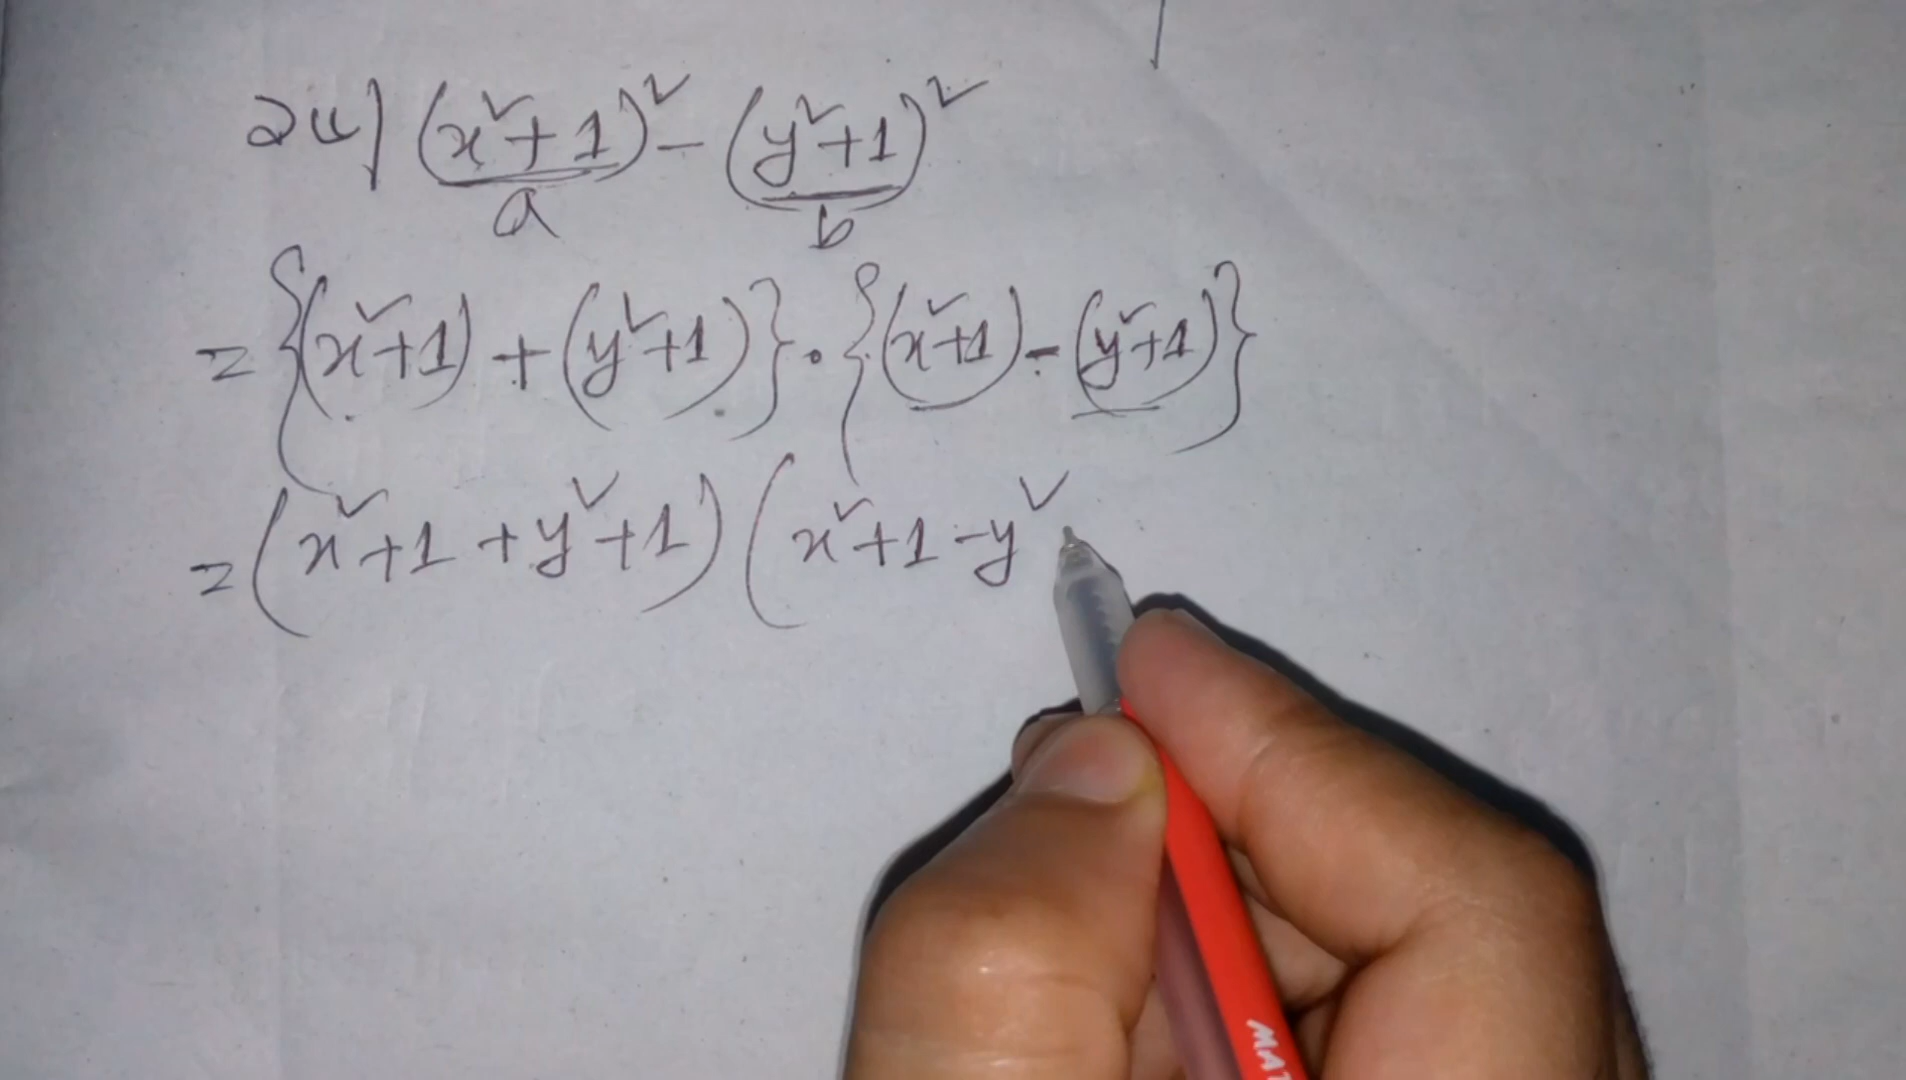 24) (x²+1)² - (y²+1)²
a b
= {(x²+1) + (y²+1)} · {(x²+1) - (y²+1)}
= (x²+1 + y²+1) (x²+1 - y²